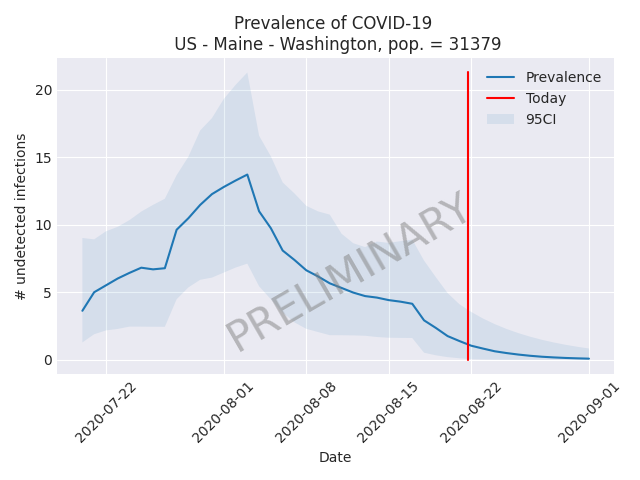 Prevalence of COVID-19
US - Maine - Washington, pop. = 31379
Prevalence
Today
95CI
PRELIMINARY
# undetected infections
20
15
10
5
0
2020-07-22
2020-08-01
2020-08-08
2020-08-15
2020-08-22
2020-09-01
Date